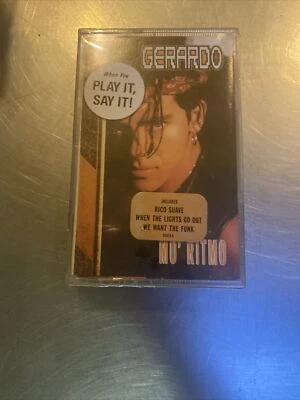 GERARDO
When You
PLAY IT,
SAY IT!
INCLUDES
RICO SUAVE
WHEN THE LIGHTS GO OUT
WE WANT THE FUNK
MO' RITMO